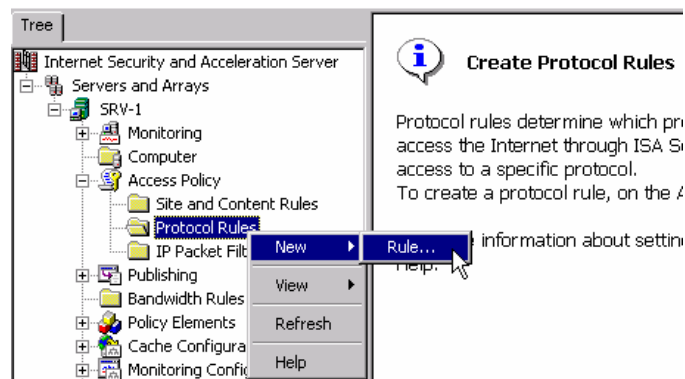 Tree
Internet Security and Acceleration Server
Servers and Arrays
SRV-1
Monitoring
Computer
Access Policy
Site and Content Rules
Protocol Rules
IP Packet Filt
Publishing
Bandwidth Rules
Policy Elements
Cache Configura
Monitoring Config
New
View
Refresh
Help
Rule...
Create Protocol Rules
Protocol rules determine which pro
access the Internet through ISA S
access to a specific protocol.
To create a protocol rule, on the A
information about settin
Help.